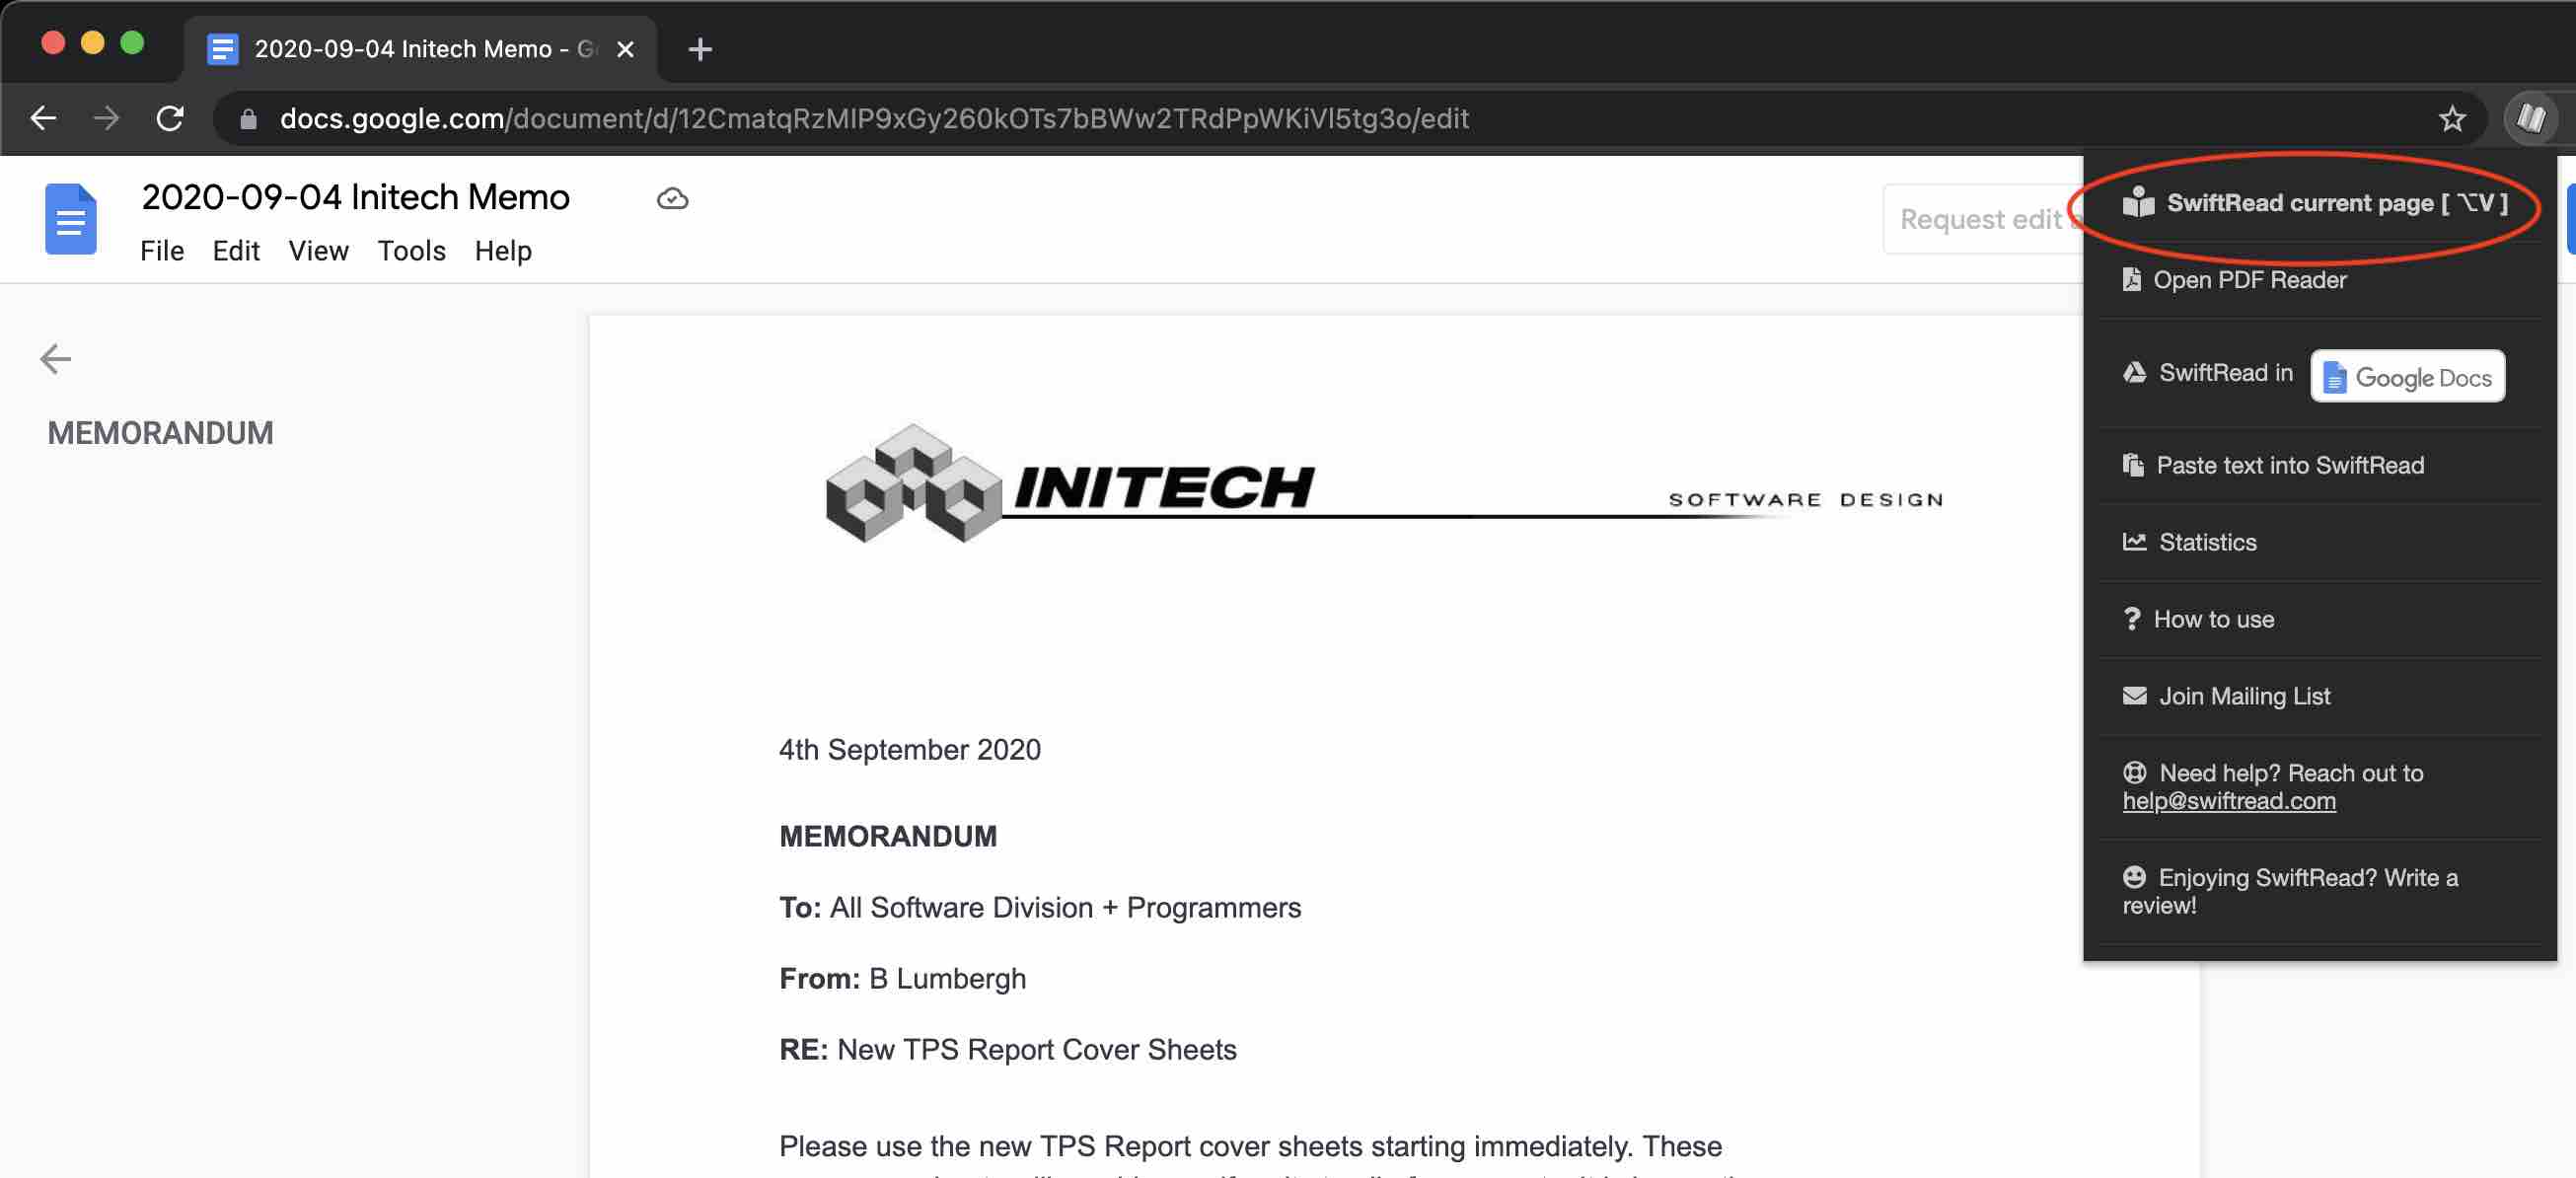 2020-09-04 Initech Memo - G
docs.google.com/document/d/12CmatqRzMIP9xGy260kOTs7bBWw2TRdPpWKiVl5tg3o/edit
2020-09-04 Initech Memo
File Edit View Tools Help
Request edit
SwiftRead current page [ ⌥V ]
Open PDF Reader
SwiftRead in Google Docs
Paste text into SwiftRead
Statistics
How to use
Join Mailing List
Need help? Reach out to
help@swiftread.com
Enjoying SwiftRead? Write a
review!
MEMORANDUM
INITECH
SOFTWARE DESIGN
4th September 2020
MEMORANDUM
To: All Software Division + Programmers
From: B Lumbergh
RE: New TPS Report Cover Sheets
Please use the new TPS Report cover sheets starting immediately. These